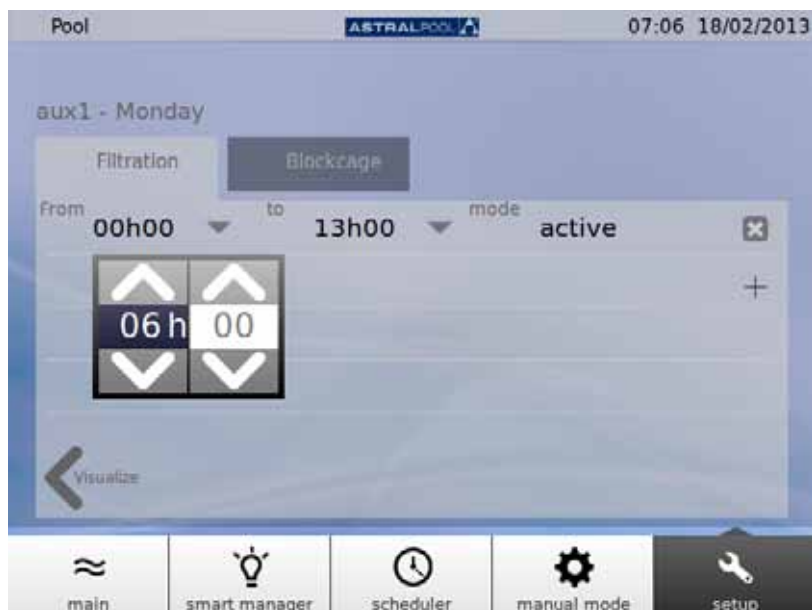 Pool ASTRALPOOL 07:06 18/02/2013
aux1 - Monday
Filtration Blockcage
From 00h00 to 13h00 mode active
06 h 00
Visualize
main smart manager scheduler manual mode setup